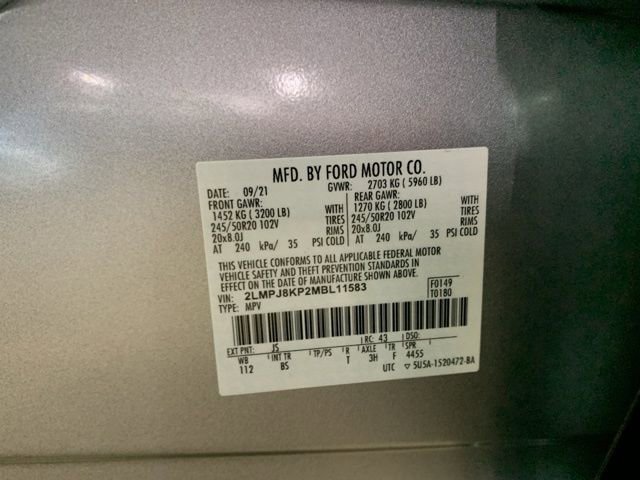 MFD. BY FORD MOTOR CO.
DATE: 09/21 GVWR: 2703 KG ( 5960 LB)
FRONT GAWR: REAR GAWR:
1452 KG ( 3200 LB) WITH 1270 KG ( 2800 LB) WITH
245/50R20 102V TIRES 245/50R20 102V TIRES
20x8.0J RIMS 20x8.0J RIMS
AT 240 kPa/ 35 PSI COLD AT 240 kPa/ 35 PSI COLD
THIS VEHICLE CONFORMS TO ALL APPLICABLE FEDERAL MOTOR
VEHICLE SAFETY AND THEFT PREVENTION STANDARDS IN
EFFECT ON THE DATE OF MANUFACTURE SHOWN ABOVE.
VIN: 2LMPJ8KP2MBL11583 F0149
TYPE: MPV T0180
EXT PNT: JS RC: 43 DSO:
WB INT TR TP/PS R AXLE TR SPR
112 BS T 3H F 4455
UTC ▽ 5U5A-1520472-BA